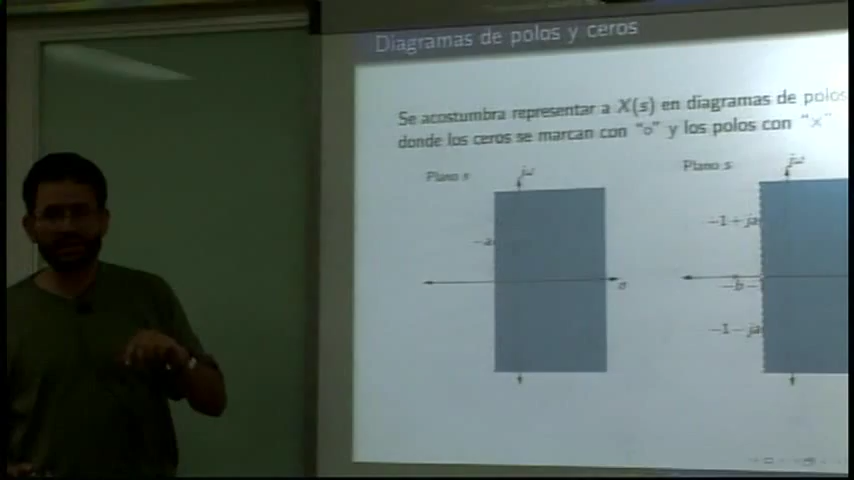 Diagramas de polos y ceros
Se acostumbra representar a X(s) en diagramas de polos
donde los ceros se marcan con "o" y los polos con "×"
Plano s
jω
−a
σ
Plano s
jω
−1 + ja
−b
−1 − ja